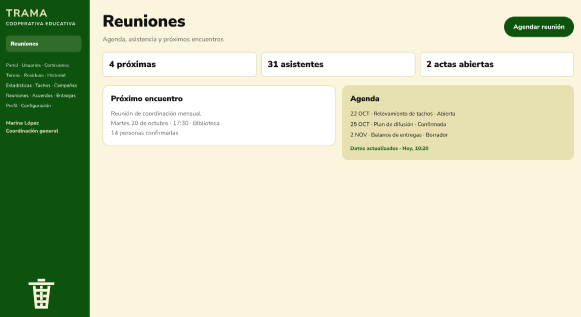 TRAMA
COOPERATIVA EDUCATIVA
Reuniones
Panel · Usuarios · Curriculums
Tareas · Residuos · Historial
Estadísticas · Tachos · Campañas
Reuniones · Acuerdos · Entregas
Perfil · Configuración
Marina López
Coordinación general
Reuniones
Agenda, asistencia y próximos encuentros
Agendar reunión
4 próximas
31 asistentes
2 actas abiertas
Próximo encuentro
Reunión de coordinación mensual
Martes 20 de octubre · 17:30 · Biblioteca
14 personas confirmadas
Agenda
22 OCT · Relevamiento de tachos · Abierta
25 OCT · Plan de difusión · Confirmada
2 NOV · Balance de entregas · Borrador
Datos actualizados · Hoy, 10:20